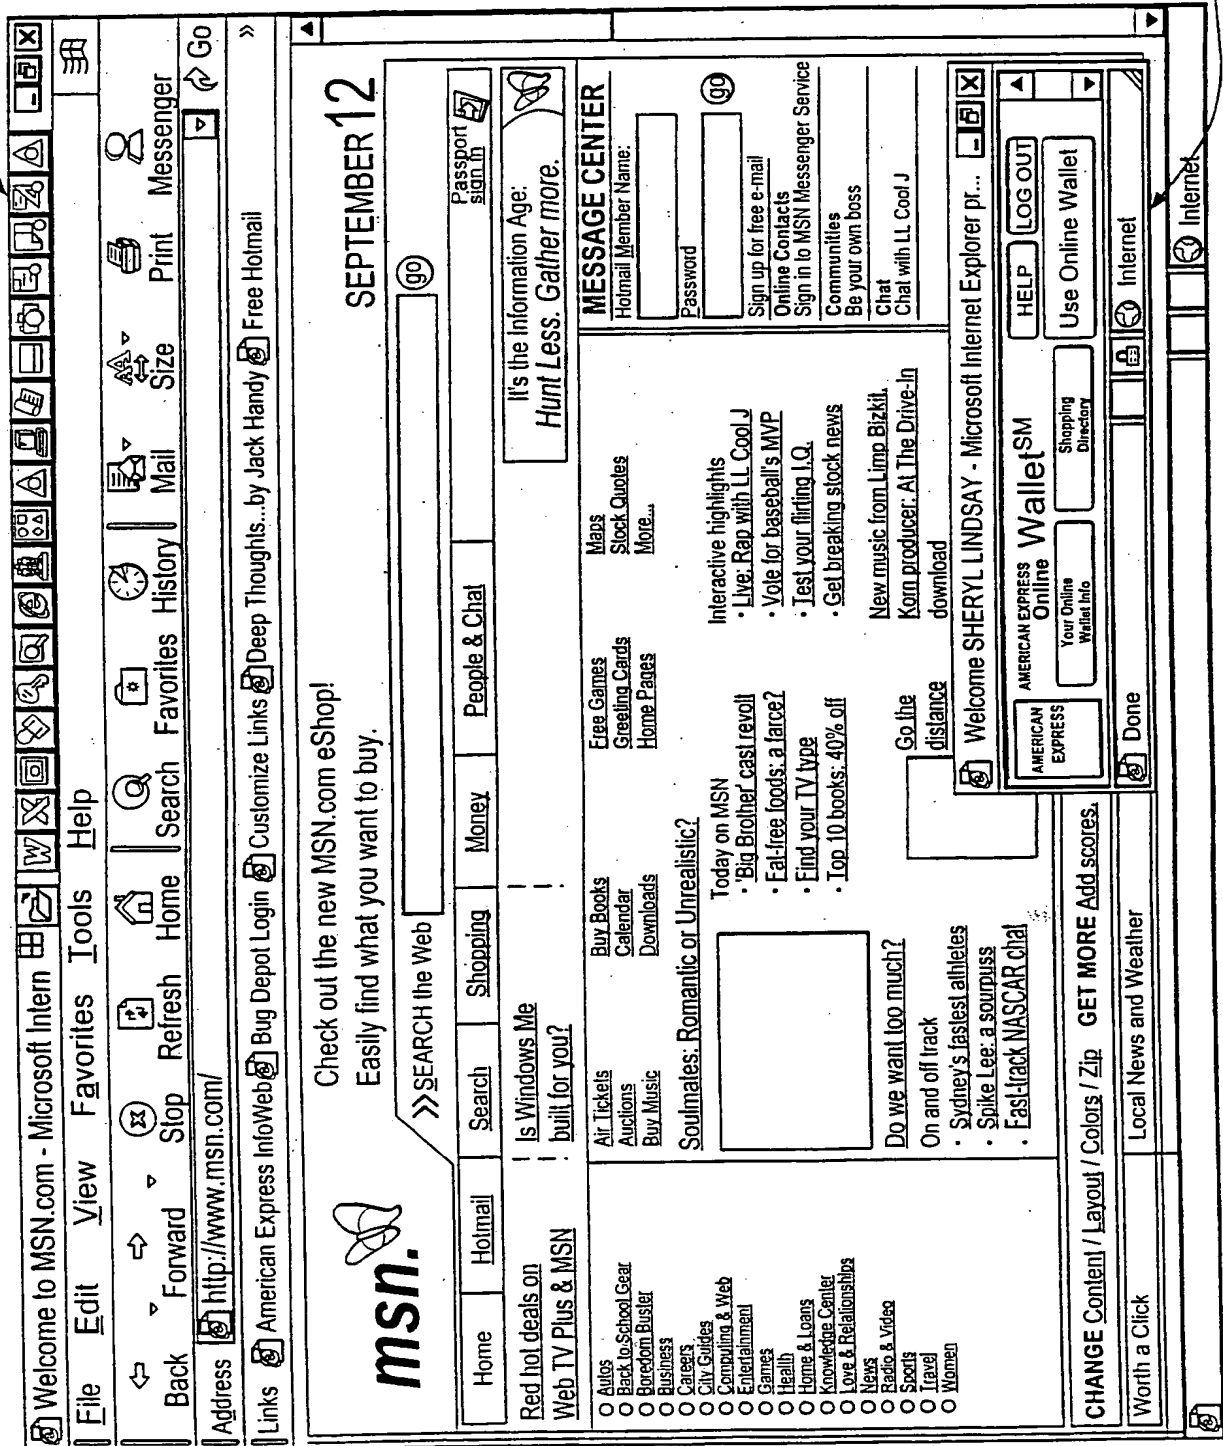 Welcome to MSN.com - Microsoft Intern
File Edit View Favorites Tools Help
Back Forward Stop Refresh Home Search Favorites History Mail Size Print Messenger
Address http://www.msn.com/ Go
Links American Express InfoWeb Bug Depot Login Customize Links Deep Thoughts...by Jack Handy Free Hotmail »
msn.
Check out the new MSN.com eShop!
Easily find what you want to buy.
SEPTEMBER 12
>>SEARCH the Web go
Home Hotmail Search Shopping Money People & Chat Passport sign in
Red hot deals on
Web TV Plus & MSN
Is Windows Me
built for you?
It's the Information Age:
Hunt Less. Gather more.
Autos
Back to School Gear
Boredom Buster
Business
Careers
City Guides
Computing & Web
Entertainment
Games
Health
Home & Loans
Knowledge Center
Love & Relationships
News
Radio & Video
Sports
Travel
Women
Air Tickets Buy Books Free Games Maps
Auctions Calendar Greeting Cards Stock Quotes
Buy Music Downloads Home Pages More...
Soulmates: Romantic or Unrealistic?
Do we want too much?
On and off track
· Sydney's fastest athletes
· Spike Lee: a sourpuss
· Fast-track NASCAR chat
Today on MSN
· 'Big Brother' cast revolt
· Fat-free foods: a farce?
· Find your TV type
· Top 10 books: 40% off
Go the
distance
Interactive highlights
· Live: Rap with LL Cool J
· Vote for baseball's MVP
· Test your flirting I.Q.
· Get breaking stock news
New music from Limp Bizkit,
Korn producer: At The Drive-In
download
MESSAGE CENTER
Hotmail Member Name:
Password
go
Sign up for free e-mail
Online Contacts
Sign in to MSN Messenger Service
Communities
Be your own boss
Chat
Chat with LL Cool J
Welcome SHERYL LINDSAY - Microsoft Internet Explorer pr...
AMERICAN
EXPRESS
AMERICAN EXPRESS
Online WalletSM
HELP LOG OUT
Your Online
Wallet Info
Shopping
Directory
Use Online Wallet
Done Internet
CHANGE Content / Layout / Colors / Zip GET MORE Add scores.
Worth a Click Local News and Weather
Internet